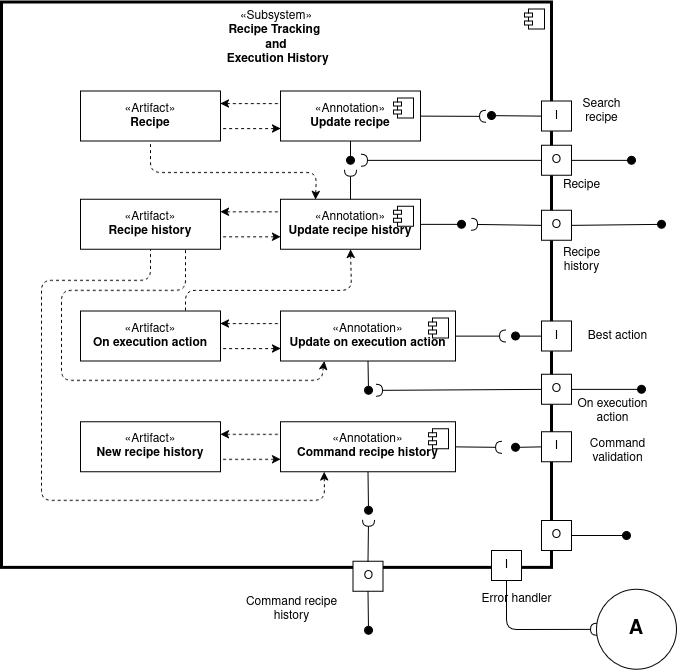 «Subsystem»
Recipe Tracking
and
Execution History
«Artifact»
Recipe
«Annotation»
Update recipe
I
Search
recipe
O
Recipe
«Artifact»
Recipe history
«Annotation»
Update recipe history
O
Recipe
history
«Artifact»
On execution action
«Annotation»
Update on execution action
I
Best action
O
On execution
action
«Artifact»
New recipe history
«Annotation»
Command recipe history
I
Command
validation
O
I
O
Command recipe
history
Error handler
A